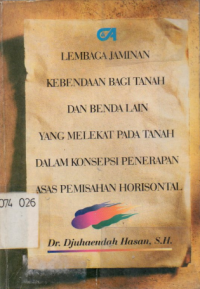 CA
LEMBAGA JAMINAN
KEBENDAAN BAGI TANAH
DAN BENDA LAIN
YANG MELEKAT PADA TANAH
DALAM KONSEPSI PENERAPAN
ASAS PEMISAHAN HORISONTAL
074 026
Dr. Djuhaendah Hasan, S.H.